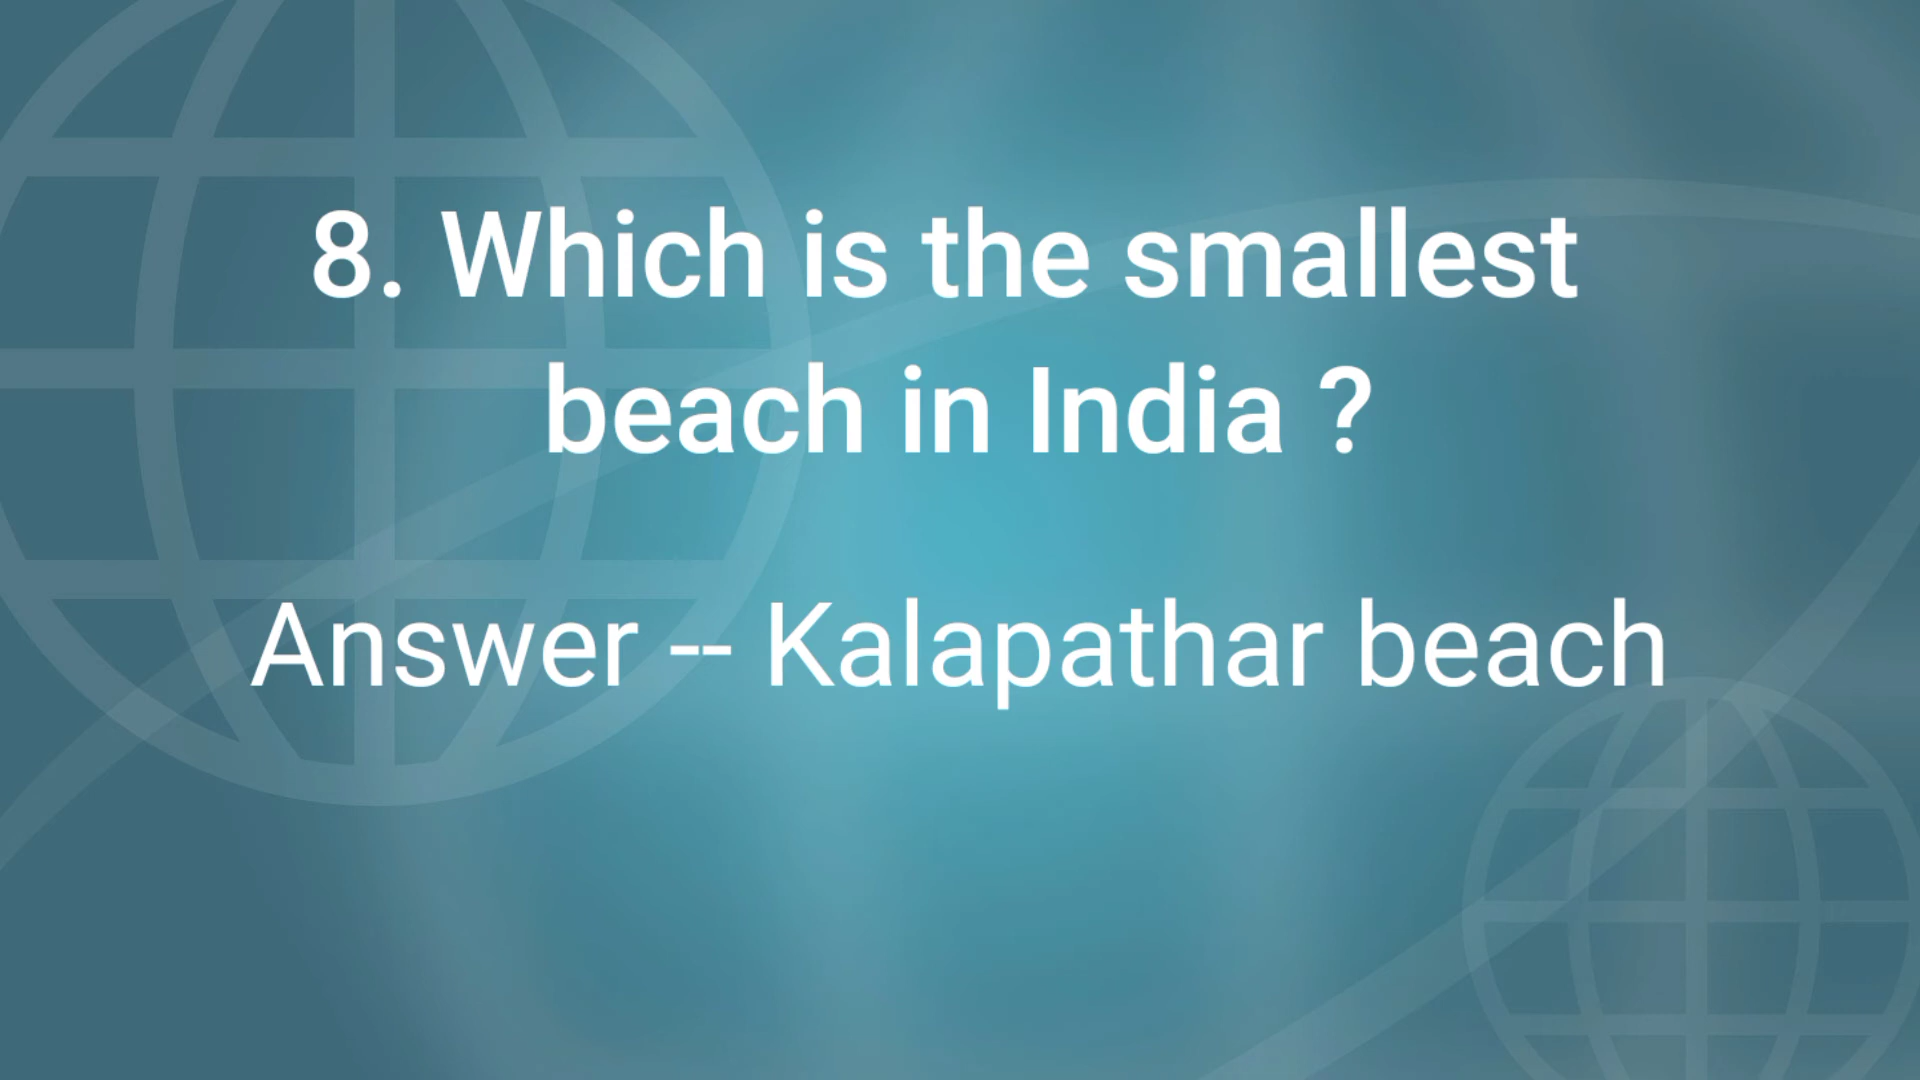 8. Which is the smallest
beach in India ?
Answer -- Kalapathar beach